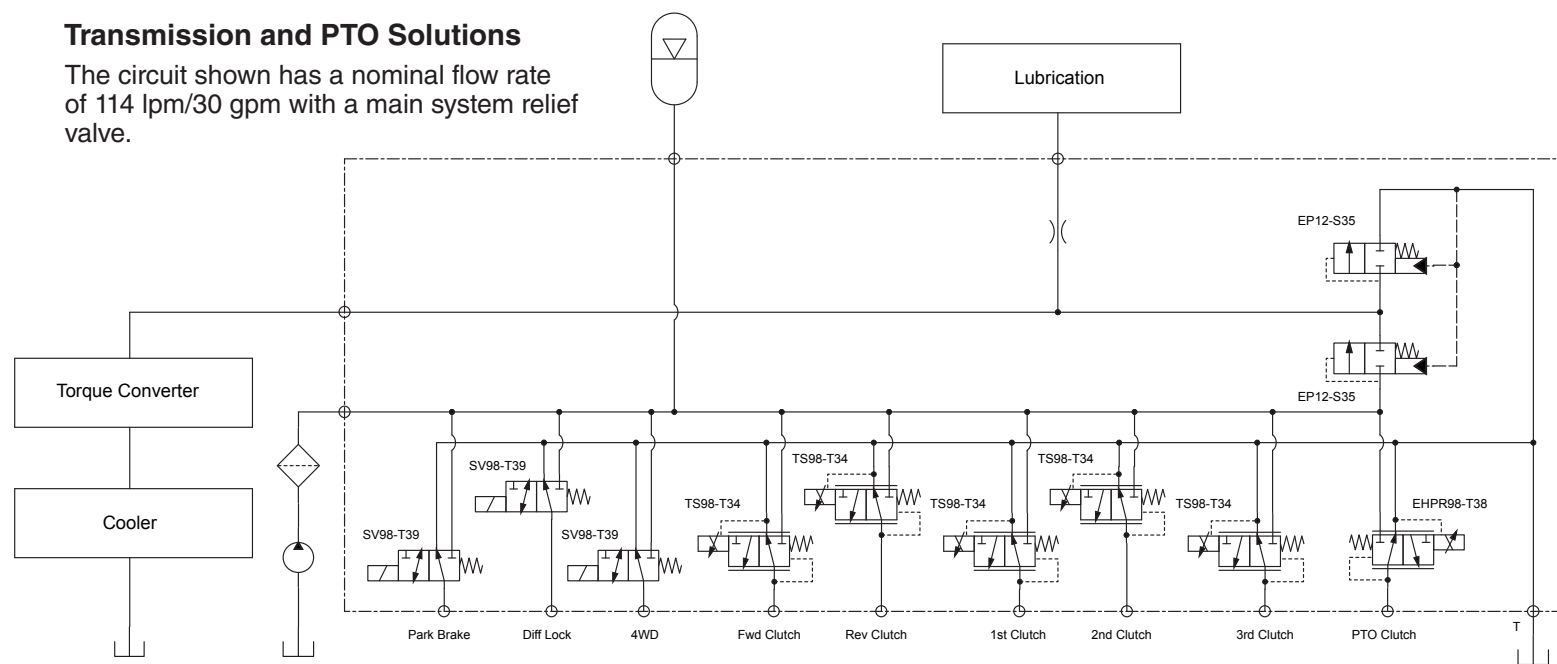 Transmission and PTO Solutions
The circuit shown has a nominal flow rate
of 114 lpm/30 gpm with a main system relief
valve.
Lubrication
EP12-S35
EP12-S35
Torque Converter
Cooler
SV98-T39
SV98-T39
SV98-T39
TS98-T34
TS98-T34
TS98-T34
TS98-T34
TS98-T34
EHPR98-T38
Park Brake
Diff Lock
4WD
Fwd Clutch
Rev Clutch
1st Clutch
2nd Clutch
3rd Clutch
PTO Clutch
T